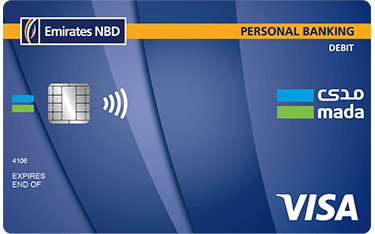 Emirates NBD
PERSONAL BANKING
DEBIT
مدى
mada
4106
EXPIRES
END OF
VISA